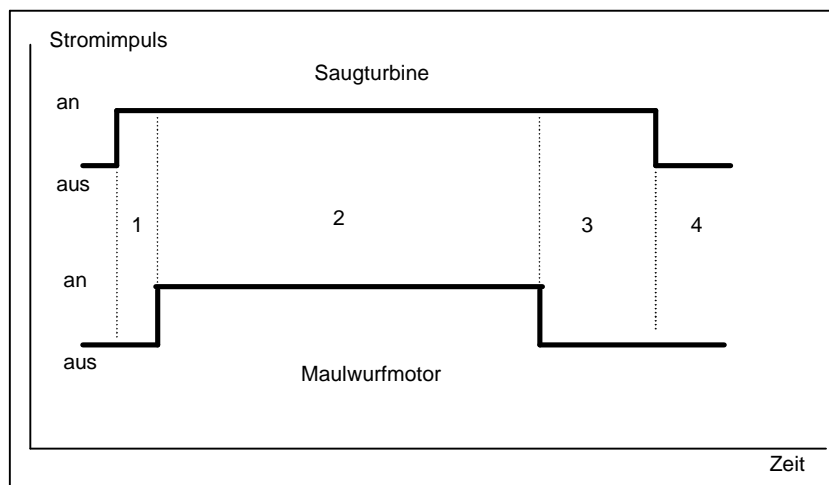 Stromimpuls
Saugturbine
an
aus
1
2
3
4
an
aus
Maulwurfmotor
Zeit